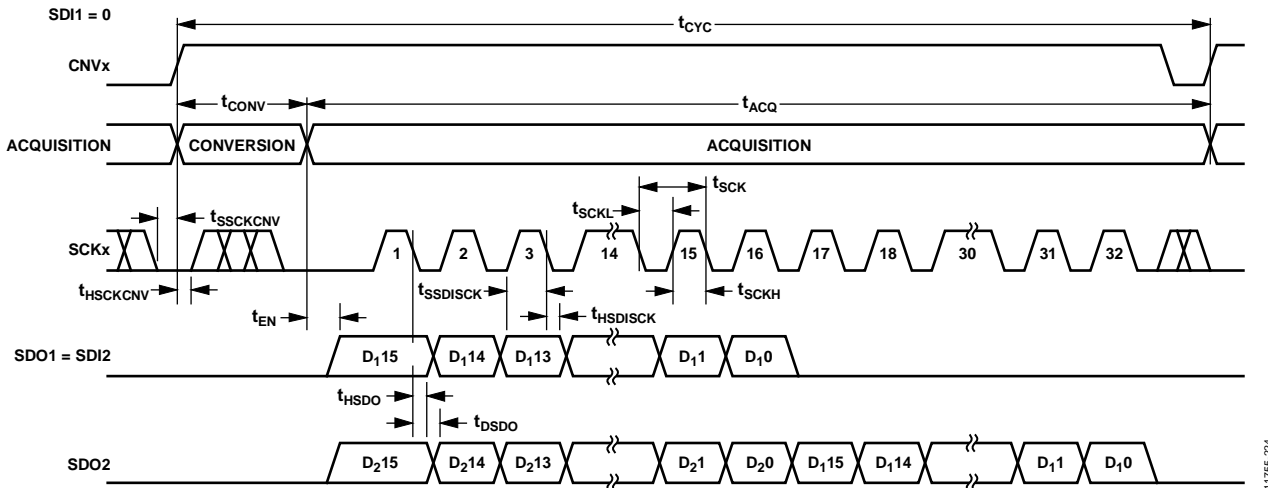 SDI1 = 0
tCYC
CNVx
tCONV
tACQ
ACQUISITION CONVERSION ACQUISITION
tSCK
tSCKL
tSSCKCNV
SCKx 1 2 3 14 15 16 17 18 30 31 32
tHSCKCNV
tSSDISCK
tSCKH
tEN
tHSDISCK
SDO1 = SDI2 D115 D114 D113 D11 D10
tHSDO
tDSDO
SDO2 D215 D214 D213 D21 D20 D115 D114 D11 D10